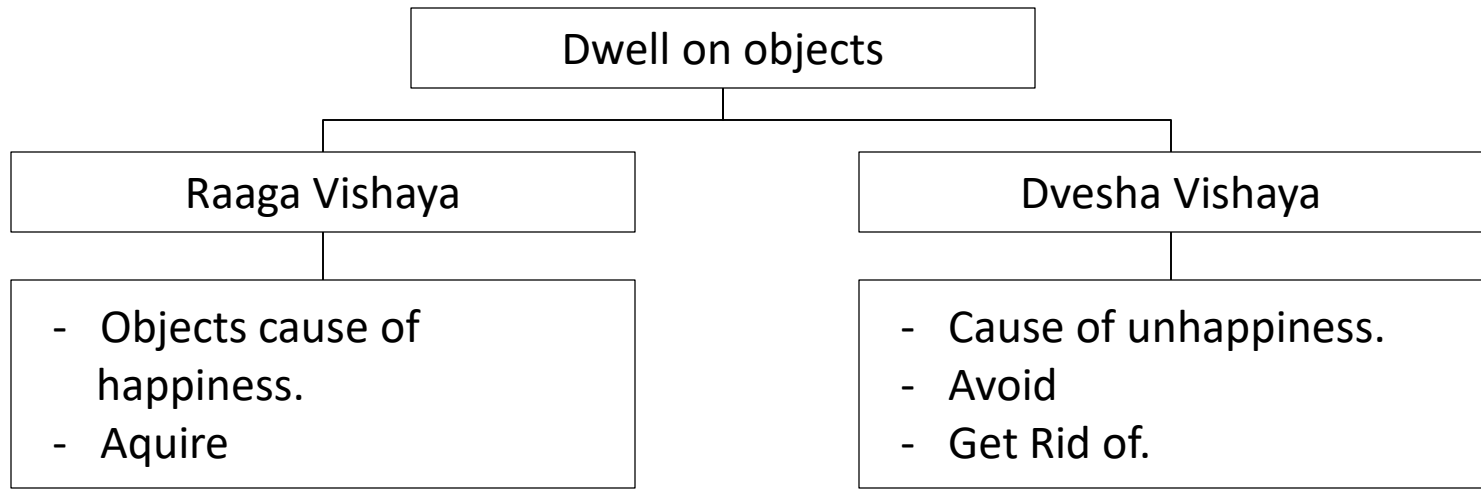 Dwell on objects
Raaga Vishaya
Dvesha Vishaya
- Objects cause of
happiness.
- Aquire
- Cause of unhappiness.
- Avoid
- Get Rid of.